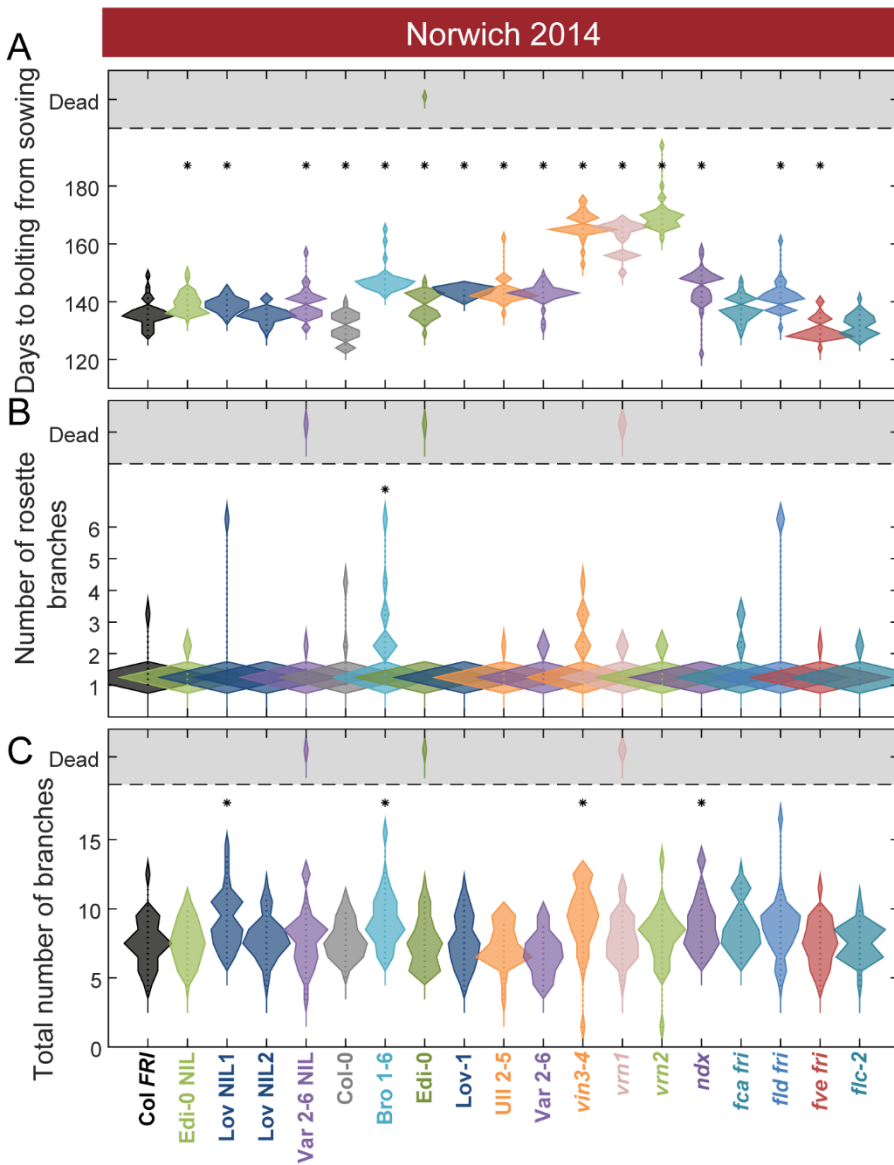 Norwich 2014
A
Days to bolting from sowing
Dead
180
160
140
120
* * * * * * * * * * * * * * *
B
Number of rosette
branches
Dead
6
5
4
3
2
1
*
C
Total number of branches
Dead
15
10
5
0
* * * *
Col FRI
Edi-0 NIL
Lov NIL1
Lov NIL2
Var 2-6 NIL
Col-0
Bro 1-6
Edi-0
Lov-1
Ull 2-5
Var 2-6
vin3-4
vrn1
vrn2
ndx
fca fri
fld fri
fve fri
flc-2